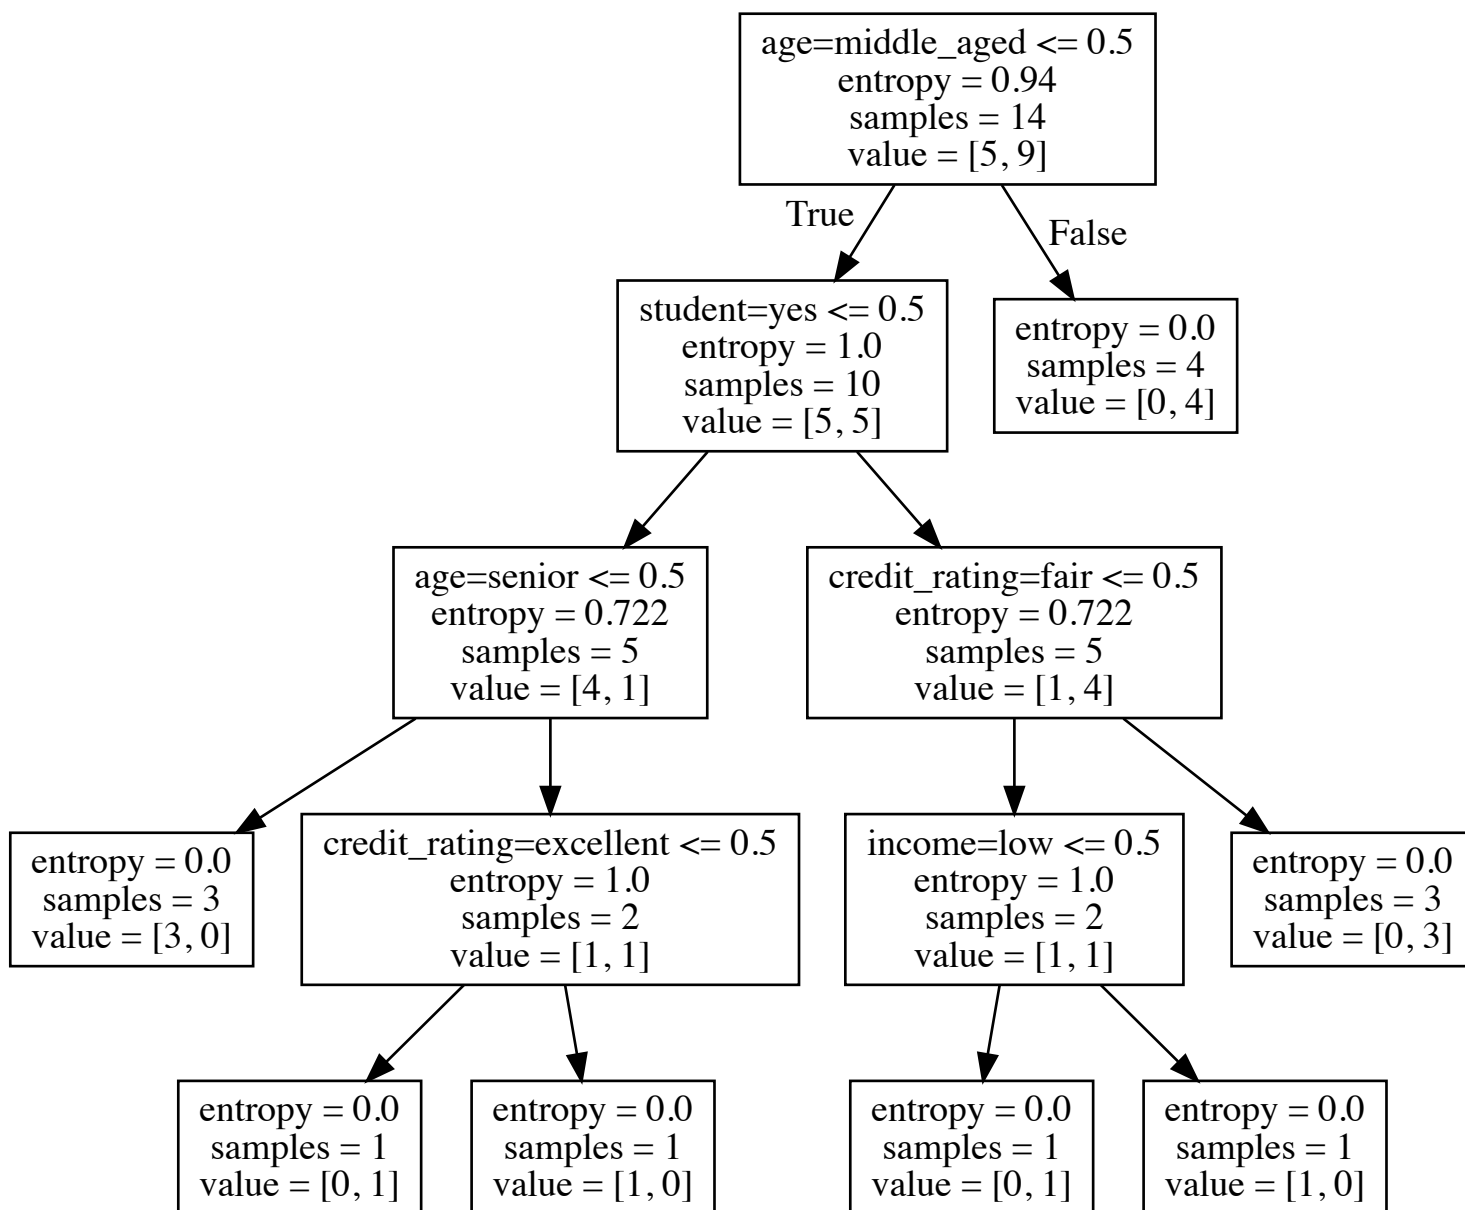 age=middle_aged <= 0.5
entropy = 0.94
samples = 14
value = [5, 9]
True
False
student=yes <= 0.5
entropy = 1.0
samples = 10
value = [5, 5]
entropy = 0.0
samples = 4
value = [0, 4]
age=senior <= 0.5
entropy = 0.722
samples = 5
value = [4, 1]
credit_rating=fair <= 0.5
entropy = 0.722
samples = 5
value = [1, 4]
entropy = 0.0
samples = 3
value = [3, 0]
credit_rating=excellent <= 0.5
entropy = 1.0
samples = 2
value = [1, 1]
income=low <= 0.5
entropy = 1.0
samples = 2
value = [1, 1]
entropy = 0.0
samples = 3
value = [0, 3]
entropy = 0.0
samples = 1
value = [0, 1]
entropy = 0.0
samples = 1
value = [1, 0]
entropy = 0.0
samples = 1
value = [0, 1]
entropy = 0.0
samples = 1
value = [1, 0]